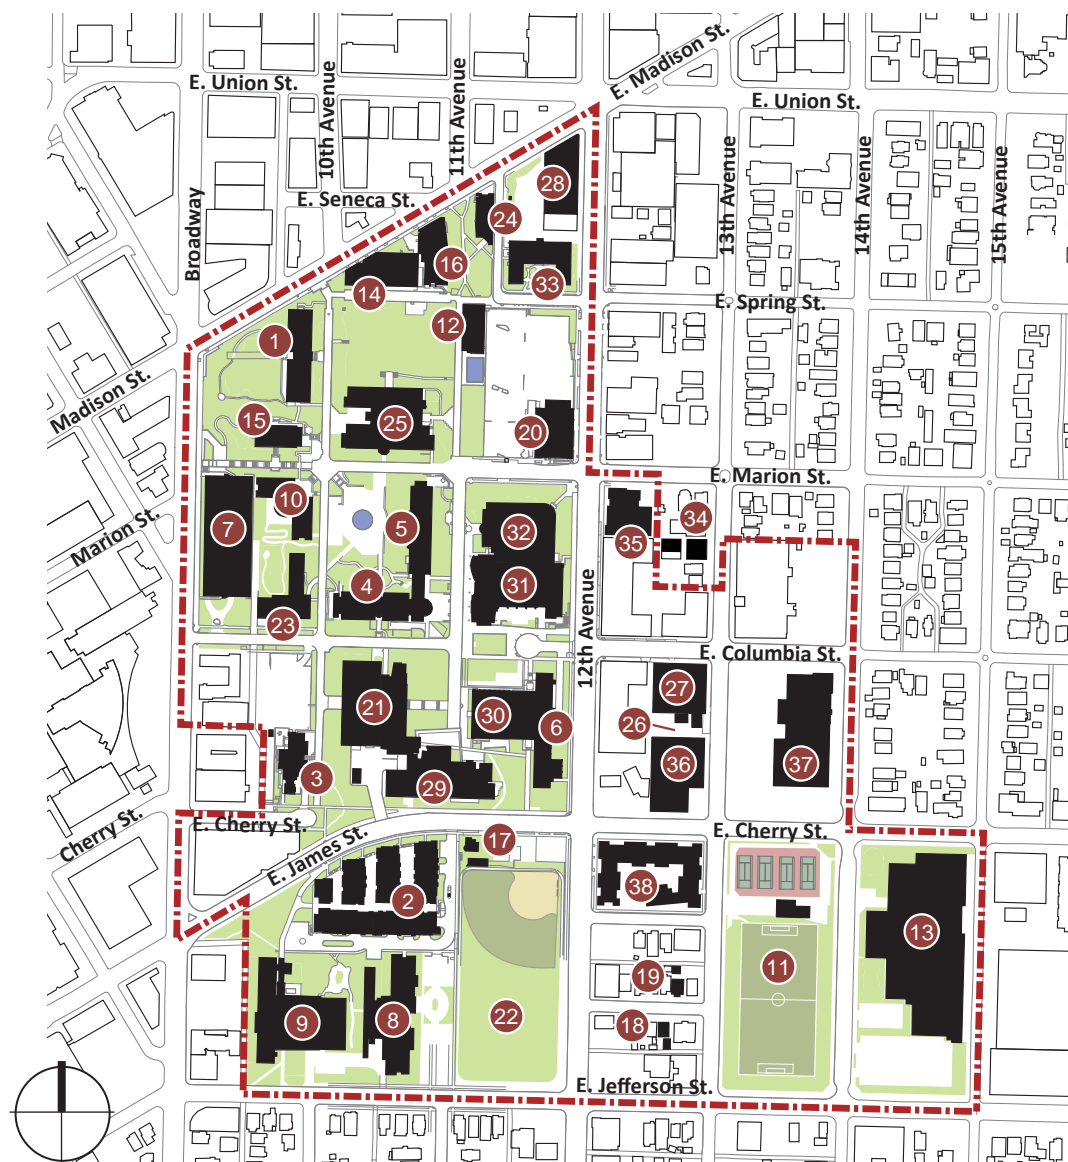 E. Madison St.
E. Union St.
E. Union St.
10th Avenue
11th Avenue
13th Avenue
14th Avenue
15th Avenue
28
E. Seneca St.
24
Broadway
16
33
14
E. Spring St.
12
1
Madison St.
15
25
20
E. Marion St.
10
7
5
32
34
35
Marion St.
31
4
23
12th Avenue
E. Columbia St.
27
21
30
6
26
36
37
3
29
Cherry St.
E. Cherry St.
E. James St.
17
E. Cherry St.
38
2
13
11
19
22
18
9
8
E. Jefferson St.